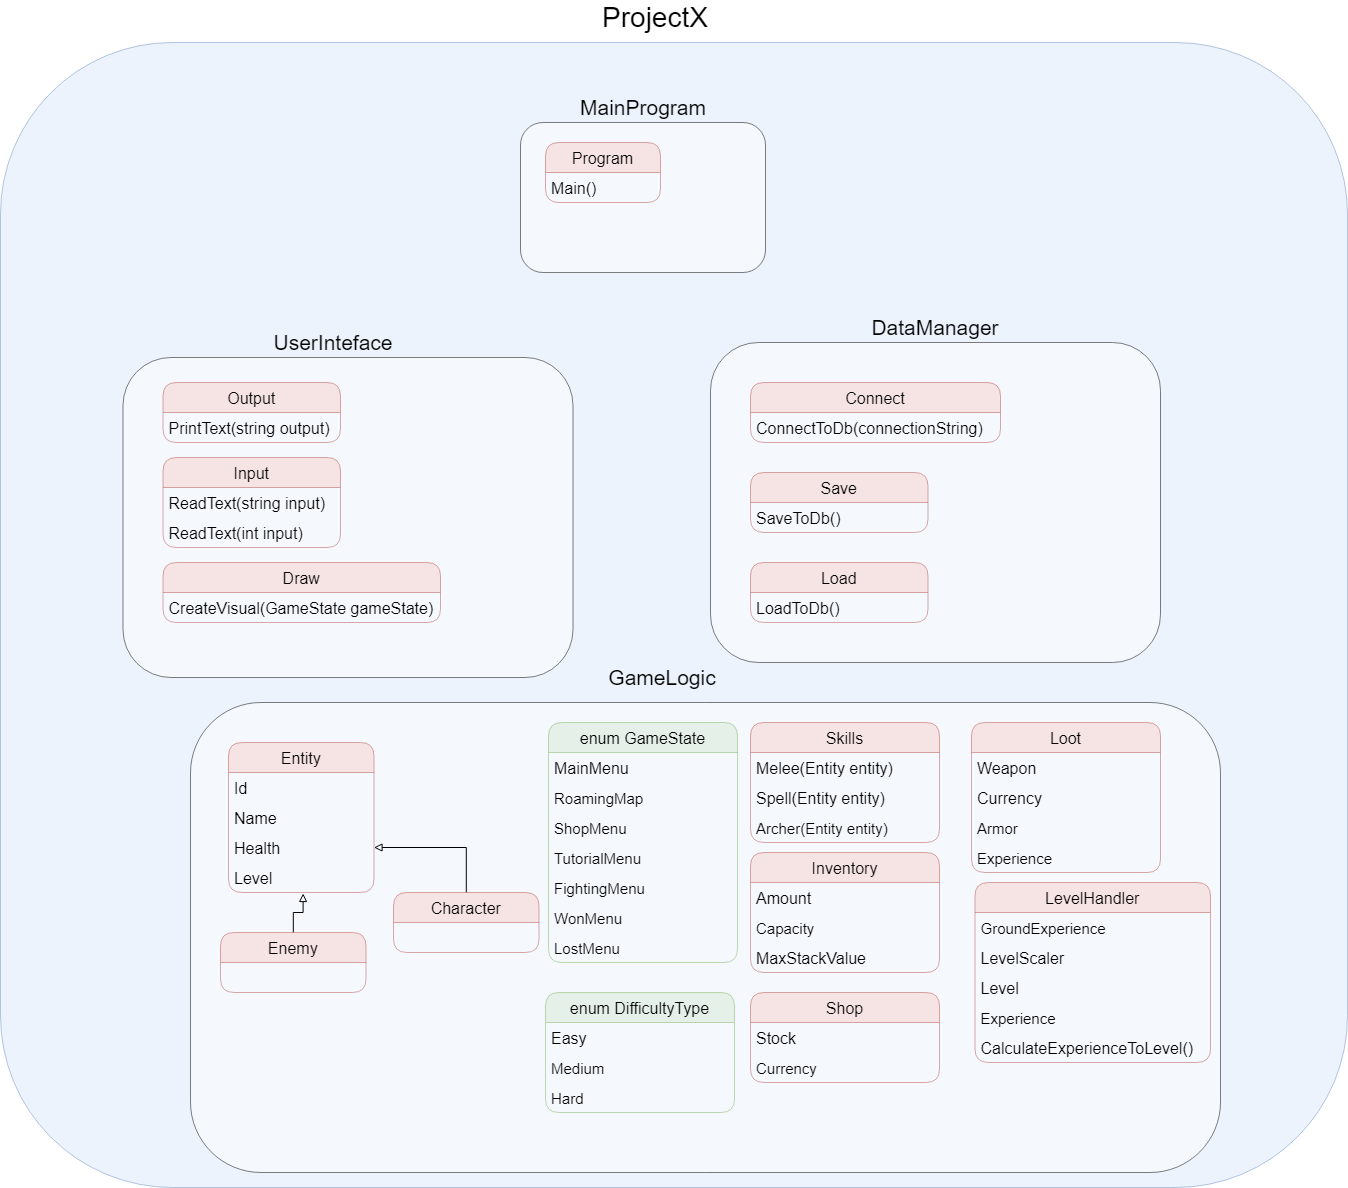 ProjectX
MainProgram
Program
Main()
UserInteface
Output
PrintText(string output)
Input
ReadText(string input)
ReadText(int input)
Draw
CreateVisual(GameState gameState)
DataManager
Connect
ConnectToDb(connectionString)
Save
SaveToDb()
Load
LoadToDb()
GameLogic
Entity
Id
Name
Health
Level
Enemy
Character
enum GameState
MainMenu
RoamingMap
ShopMenu
TutorialMenu
FightingMenu
WonMenu
LostMenu
enum DifficultyType
Easy
Medium
Hard
Skills
Melee(Entity entity)
Spell(Entity entity)
Archer(Entity entity)
Inventory
Amount
Capacity
MaxStackValue
Shop
Stock
Currency
Loot
Weapon
Currency
Armor
Experience
LevelHandler
GroundExperience
LevelScaler
Level
Experience
CalculateExperienceToLevel()